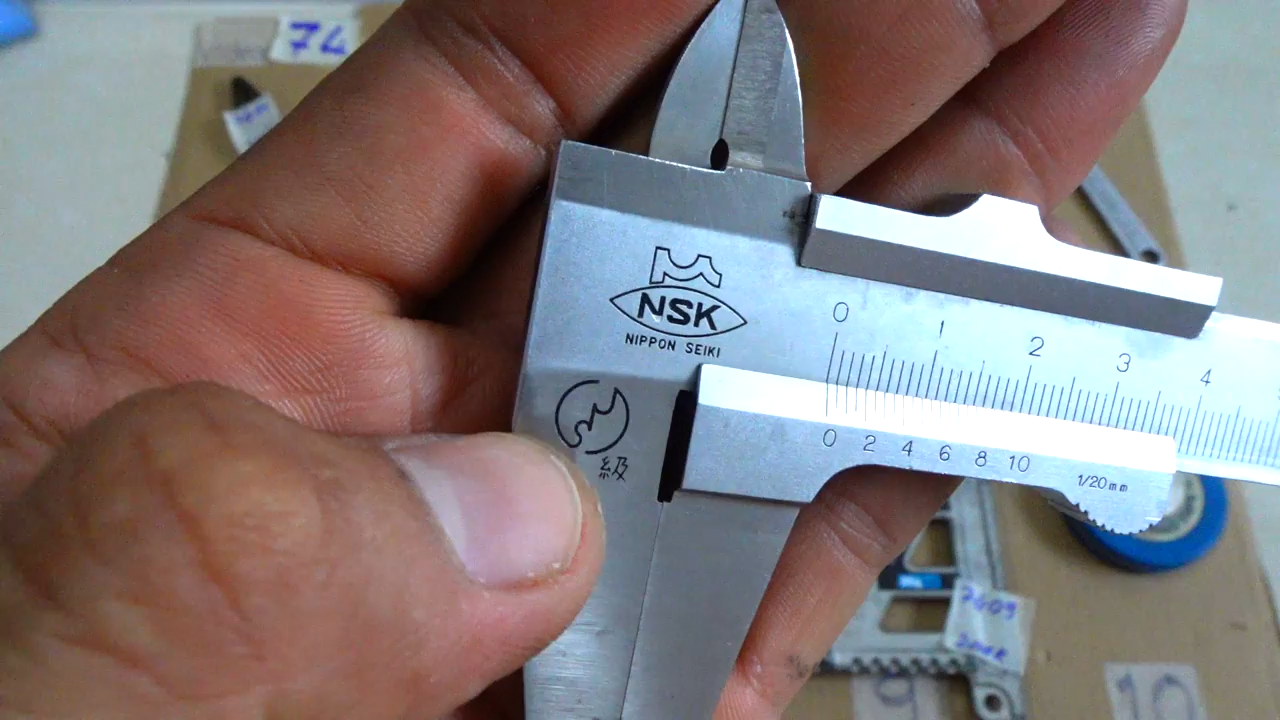 74
NSK
NIPPON SEIKI
級
0 1 2 3 4
0 2 4 6 8 10
1/20mm
9
10